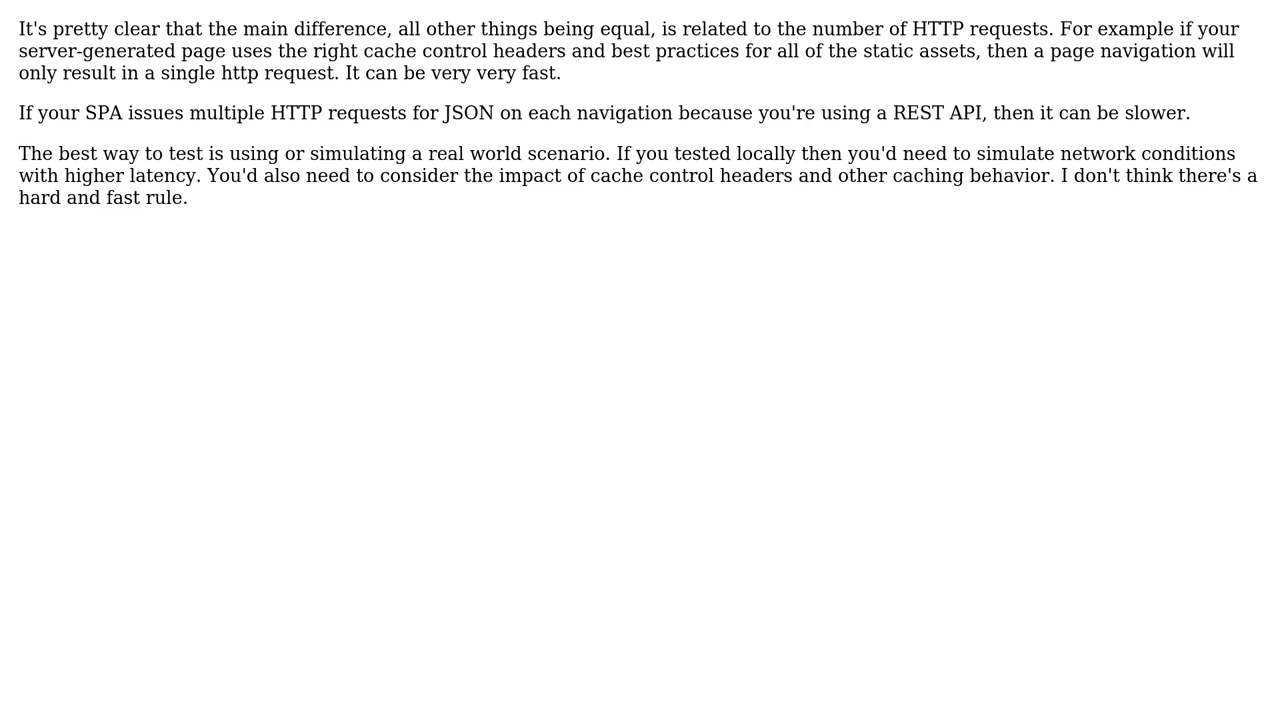 It's pretty clear that the main difference, all other things being equal, is related to the number of HTTP requests. For example if your
server-generated page uses the right cache control headers and best practices for all of the static assets, then a page navigation will
only result in a single http request. It can be very very fast.
If your SPA issues multiple HTTP requests for JSON on each navigation because you're using a REST API, then it can be slower.
The best way to test is using or simulating a real world scenario. If you tested locally then you'd need to simulate network conditions
with higher latency. You'd also need to consider the impact of cache control headers and other caching behavior. I don't think there's a
hard and fast rule.